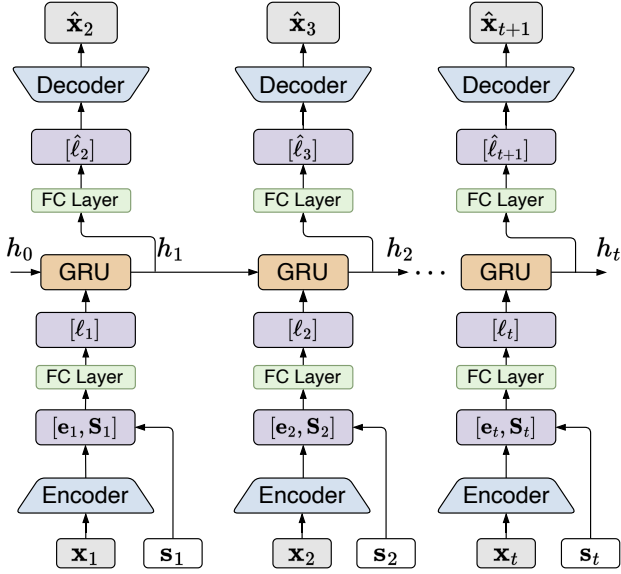 x̂₂ x̂₃ x̂ₜ₊₁
Decoder Decoder Decoder
[ℓ̂₂] [ℓ̂₃] [ℓ̂ₜ₊₁]
FC Layer FC Layer FC Layer
h₀ h₁ h₂ hₜ
GRU GRU ··· GRU
[ℓ₁] [ℓ₂] [ℓₜ]
FC Layer FC Layer FC Layer
[e₁, S₁] [e₂, S₂] [eₜ, Sₜ]
Encoder Encoder Encoder
x₁ s₁ x₂ s₂ xₜ sₜ